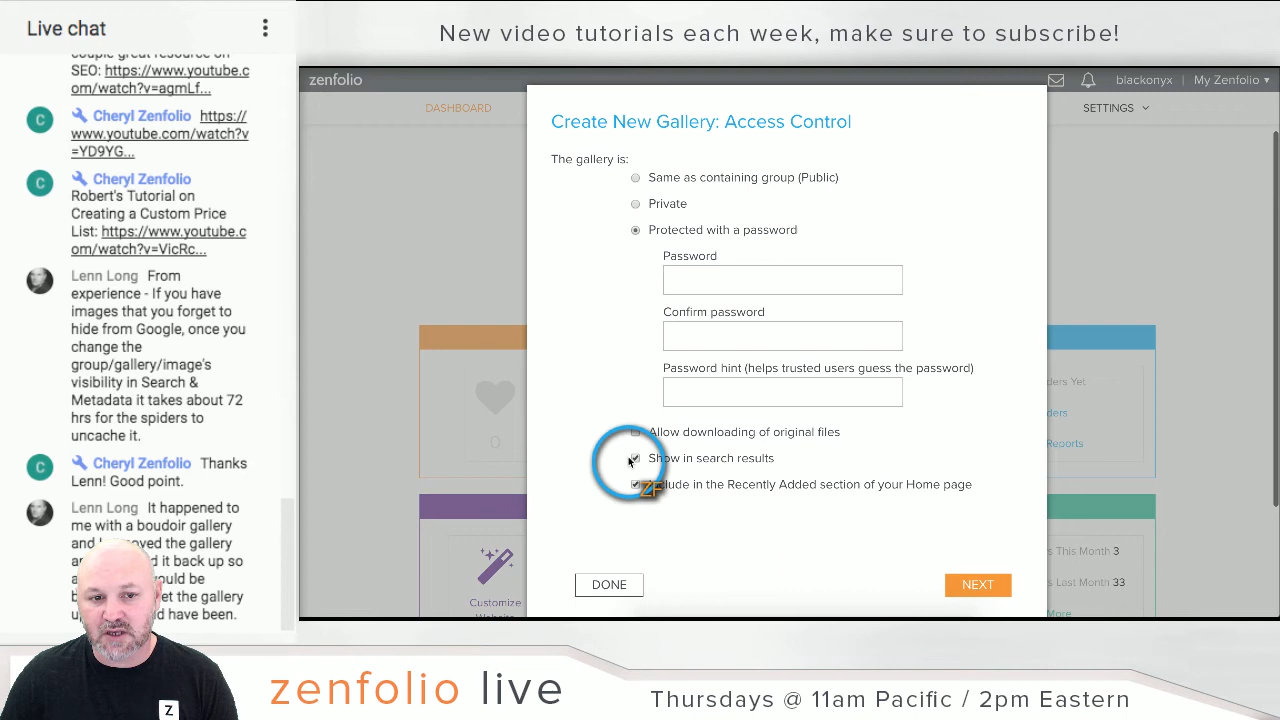 Live chat
couple great resource on
SEO: https://www.youtube.c
om/watch?v=agmLf...
C
Cheryl Zenfolio https://
www.youtube.com/watch?v
=YD9YG...
C
Cheryl Zenfolio
Robert's Tutorial on
Creating a Custom Price
List: https://www.youtube.c
om/watch?v=VicRc...
Lenn Long From
experience - If you have
images that you forget to
hide from Google, once you
change the
group/gallery/image's
visibility in Search &
Metadata it takes about 72
hrs for the spiders to
uncache it.
C
Cheryl Zenfolio Thanks
Lenn! Good point.
Lenn Long It happened to
me with a boudoir gallery
and I moved the gallery
it back up so
would be
the gallery
have been.
New video tutorials each week, make sure to subscribe!
zenfolio
blackonyx
My Zenfolio
DASHBOARD
SETTINGS
Create New Gallery: Access Control
The gallery is:
Same as containing group (Public)
Private
Protected with a password
Password
Confirm password
Password hint (helps trusted users guess the password)
Allow downloading of original files
Show in search results
Include in the Recently Added section of your Home page
ZF
DONE
NEXT
0
Customize
Website
Yet
Reports
This Month 3
Last Month 33
More
Z
zenfolio live
Thursdays @ 11am Pacific / 2pm Eastern